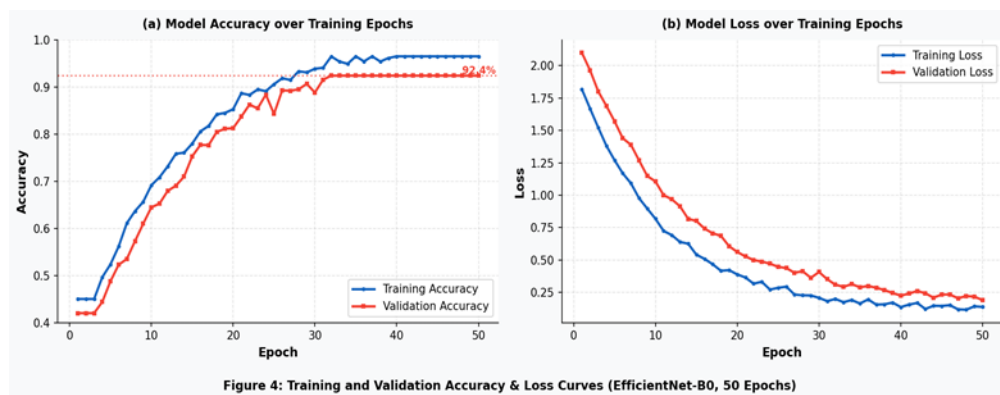 (a) Model Accuracy over Training Epochs
1.0
0.9
0.8
0.7
0.6
0.5
0.4
Accuracy
92.4%
Training Accuracy
Validation Accuracy
0 10 20 30 40 50
Epoch
(b) Model Loss over Training Epochs
2.00
1.75
1.50
1.25
1.00
0.75
0.50
0.25
Loss
Training Loss
Validation Loss
0 10 20 30 40 50
Epoch
Figure 4: Training and Validation Accuracy & Loss Curves (EfficientNet-B0, 50 Epochs)